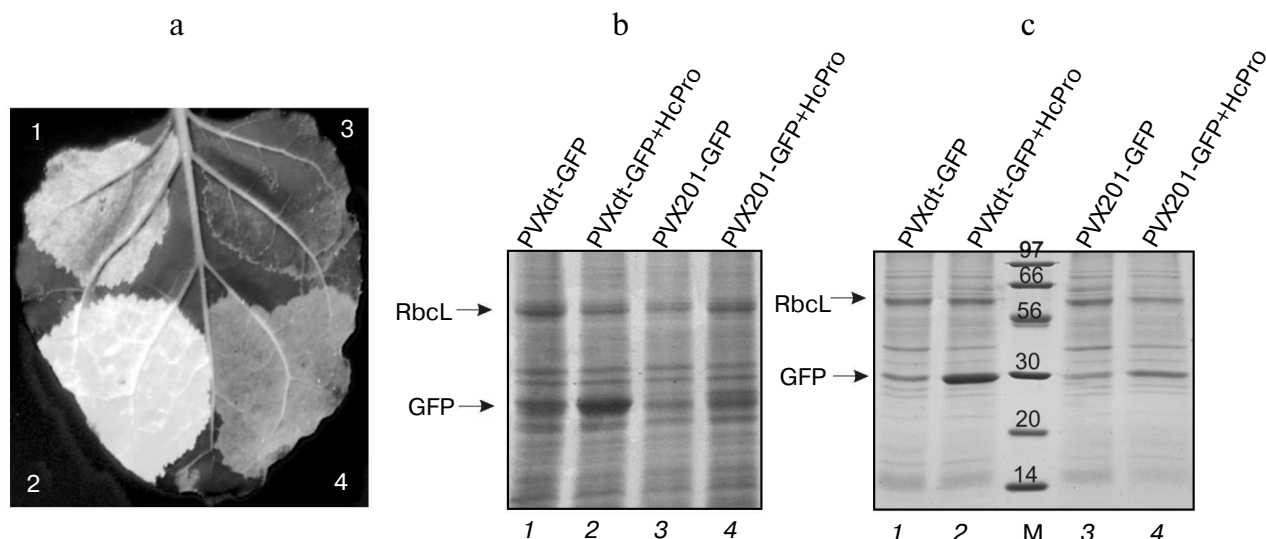 a
b
c
1
3
2
4
PVXdt-GFP
PVXdt-GFP+HcPro
PVX201-GFP
PVX201-GFP+HcPro
RbcL
GFP
1 2 3 4
PVXdt-GFP
PVXdt-GFP+HcPro
PVX201-GFP
PVX201-GFP+HcPro
97
66
RbcL
56
30
GFP
20
14
1 2 M 3 4